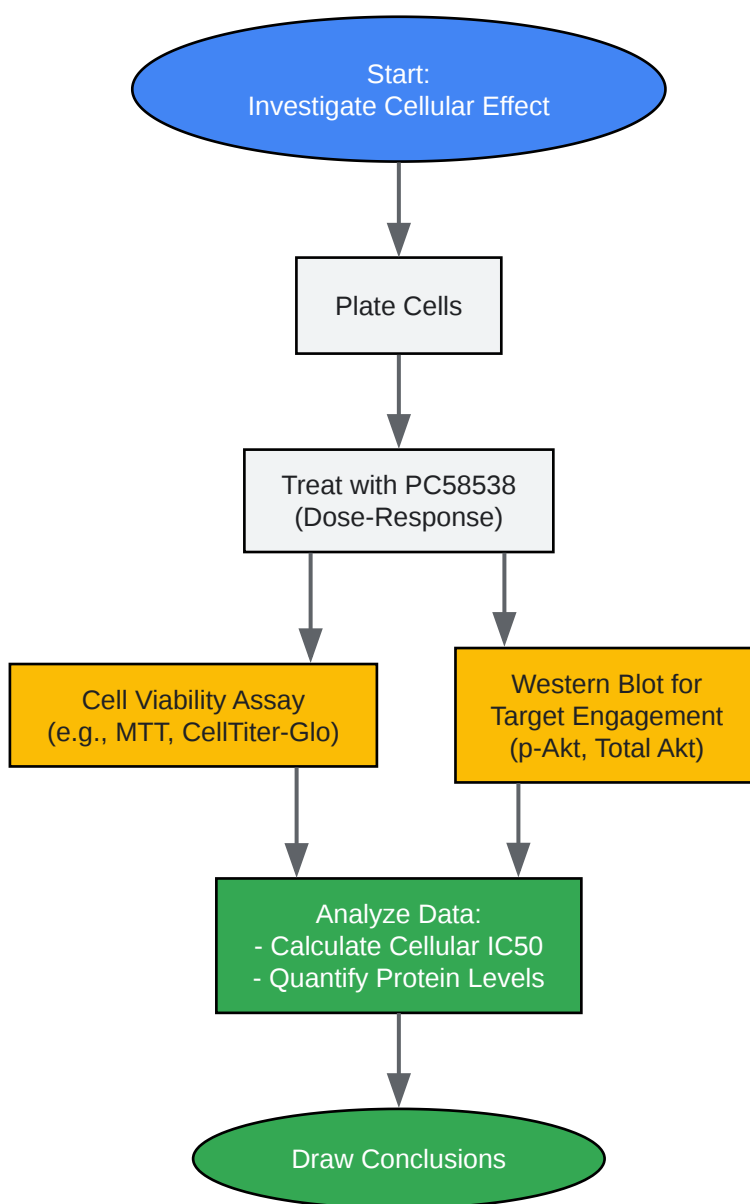 Start:
Investigate Cellular Effect
Plate Cells
Treat with PC58538
(Dose-Response)
Cell Viability Assay
(e.g., MTT, CellTiter-Glo)
Western Blot for
Target Engagement
(p-Akt, Total Akt)
Analyze Data:
- Calculate Cellular IC50
- Quantify Protein Levels
Draw Conclusions